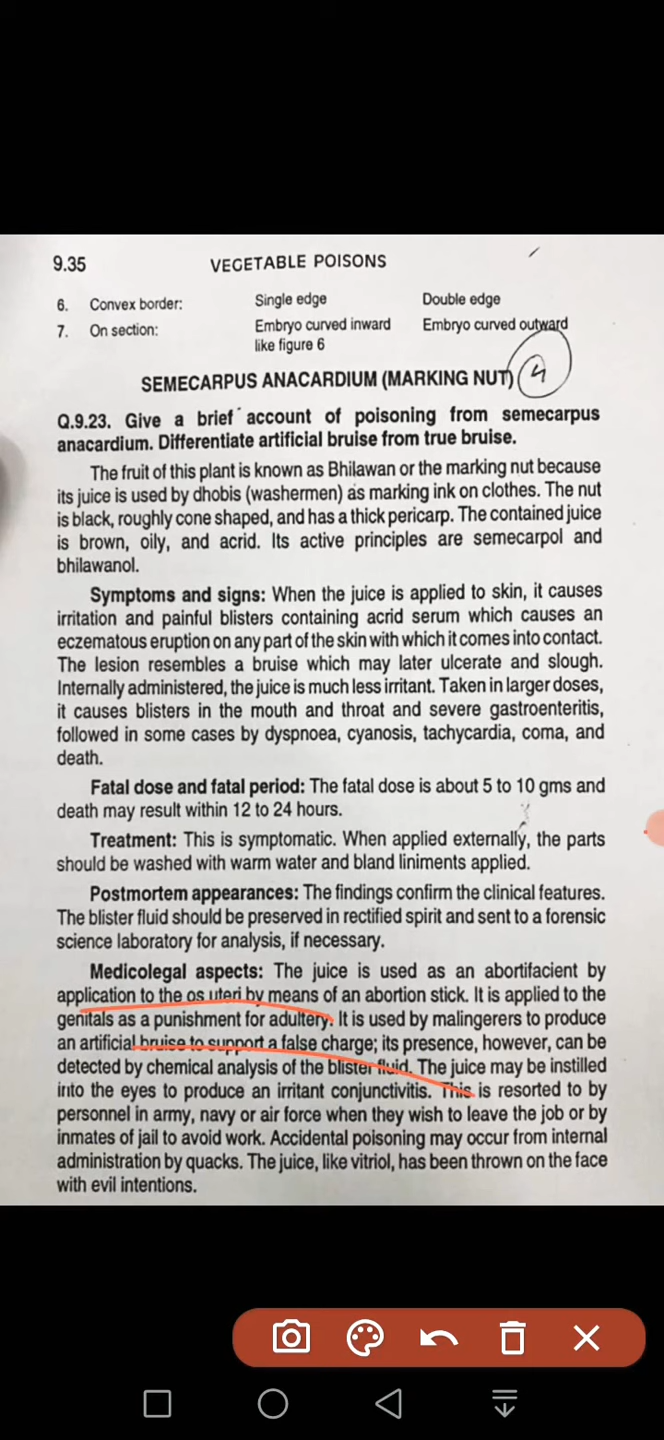 9.35 VEGETABLE POISONS
6. Convex border: Single edge Double edge
7. On section: Embryo curved inward Embryo curved outward
like figure 6
SEMECARPUS ANACARDIUM (MARKING NUT) 4
Q.9.23. Give a brief account of poisoning from semecarpus
anacardium. Differentiate artificial bruise from true bruise.
The fruit of this plant is known as Bhilawan or the marking nut because
its juice is used by dhobis (washermen) as marking ink on clothes. The nut
is black, roughly cone shaped, and has a thick pericarp. The contained juice
is brown, oily, and acrid. Its active principles are semecarpol and
bhilawanol.
Symptoms and signs: When the juice is applied to skin, it causes
irritation and painful blisters containing acrid serum which causes an
eczematous eruption on any part of the skin with which it comes into contact.
The lesion resembles a bruise which may later ulcerate and slough.
Internally administered, the juice is much less irritant. Taken in larger doses,
it causes blisters in the mouth and throat and severe gastroenteritis,
followed in some cases by dyspnoea, cyanosis, tachycardia, coma, and
death.
Fatal dose and fatal period: The fatal dose is about 5 to 10 gms and
death may result within 12 to 24 hours.
Treatment: This is symptomatic. When applied externally, the parts
should be washed with warm water and bland liniments applied.
Postmortem appearances: The findings confirm the clinical features.
The blister fluid should be preserved in rectified spirit and sent to a forensic
science laboratory for analysis, if necessary.
Medicolegal aspects: The juice is used as an abortifacient by
application to the os uteri by means of an abortion stick. It is applied to the
genitals as a punishment for adultery. It is used by malingerers to produce
an artificial bruise to support a false charge; its presence, however, can be
detected by chemical analysis of the blister fluid. The juice may be instilled
into the eyes to produce an irritant conjunctivitis. This is resorted to by
personnel in army, navy or air force when they wish to leave the job or by
inmates of jail to avoid work. Accidental poisoning may occur from internal
administration by quacks. The juice, like vitriol, has been thrown on the face
with evil intentions.